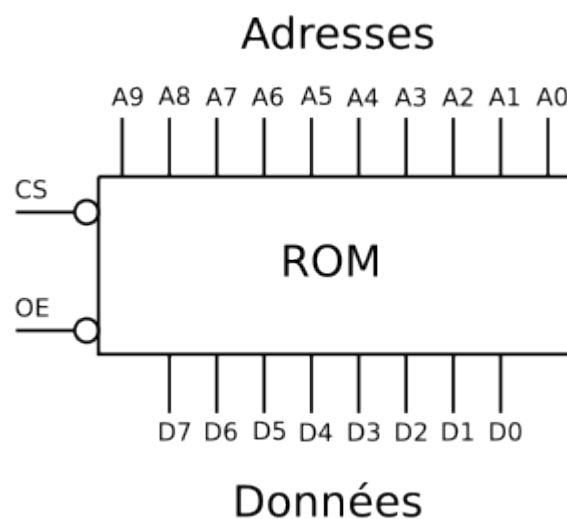 Adresses
A9 A8 A7 A6 A5 A4 A3 A2 A1 A0
CS
ROM
OE
D7 D6 D5 D4 D3 D2 D1 D0
Données